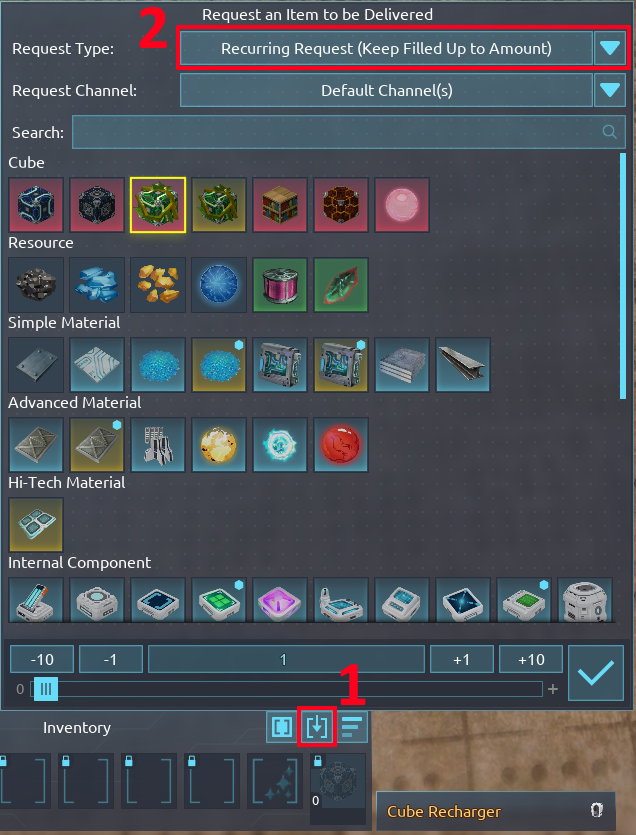 Request an Item to be Delivered
2
Request Type: Recurring Request (Keep Filled Up to Amount)
Request Channel: Default Channel(s)
Search:
Cube
Resource
Simple Material
Advanced Material
Hi-Tech Material
Internal Component
-10 -1 1 +1 +10
0 +
1
Inventory
0
Cube Recharger